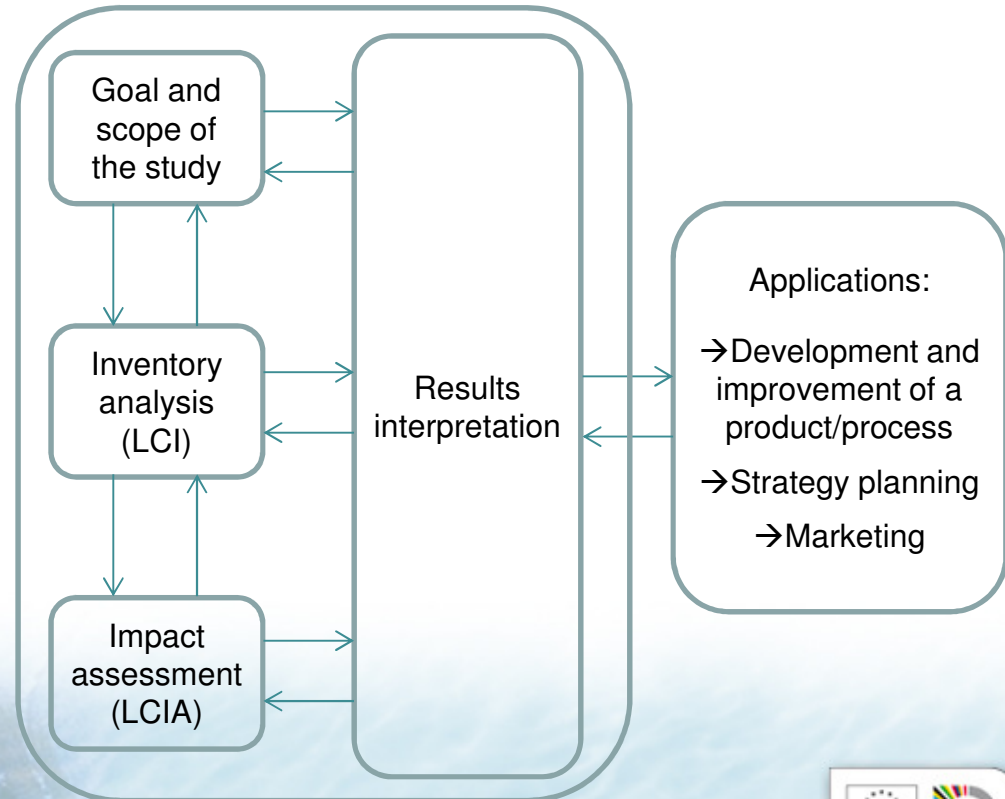 Goal and
scope of
the study
Inventory
analysis
(LCI)
Impact
assessment
(LCIA)
Results
interpretation
Applications:
→Development and
improvement of a
product/process
→Strategy planning
→Marketing